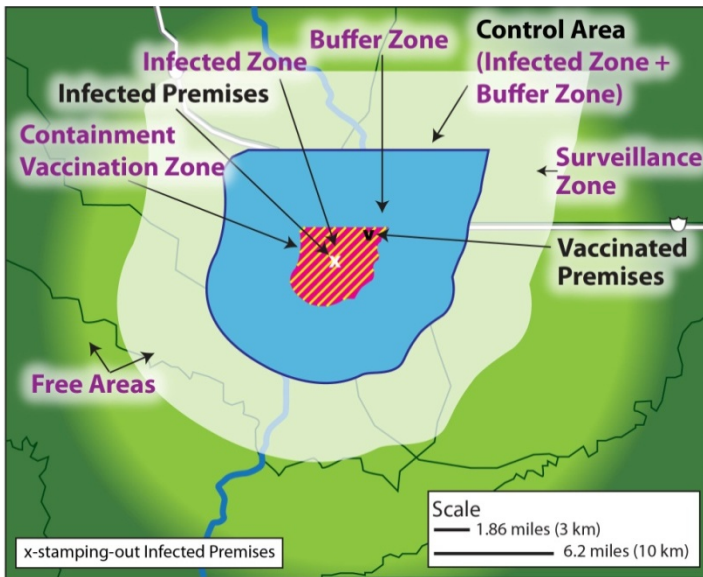 Buffer Zone
Control Area
(Infected Zone +
Buffer Zone)
Infected Zone
Infected Premises
Containment
Vaccination Zone
Surveillance
Zone
v
Vaccinated
Premises
x
Free Areas
Scale
1.86 miles (3 km)
6.2 miles (10 km)
x-stamping-out Infected Premises